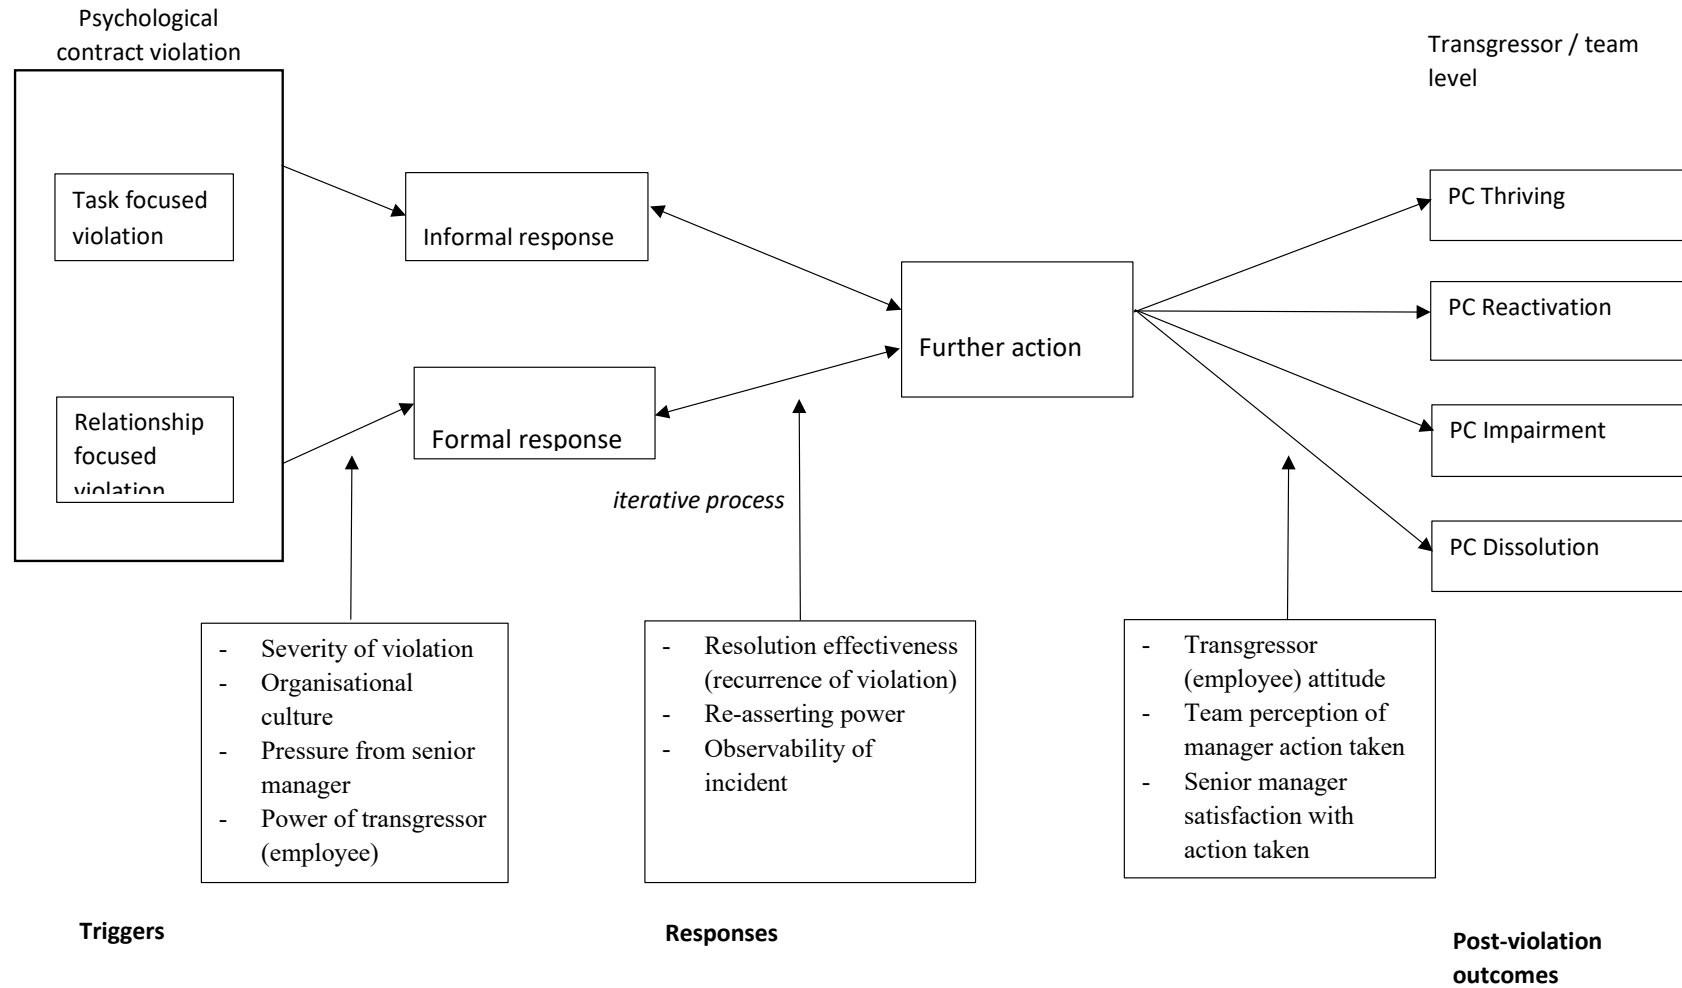 Psychological
contract violation
Transgressor / team
level
Task focused
violation
Relationship
focused
violation
Informal response
Formal response
iterative process
Further action
PC Thriving
PC Reactivation
PC Impairment
PC Dissolution
- Severity of violation
- Organisational
culture
- Pressure from senior
manager
- Power of transgressor
(employee)
- Resolution effectiveness
(recurrence of violation)
- Re-asserting power
- Observability of
incident
- Transgressor
(employee) attitude
- Team perception of
manager action taken
- Senior manager
satisfaction with
action taken
Triggers
Responses
Post-violation
outcomes